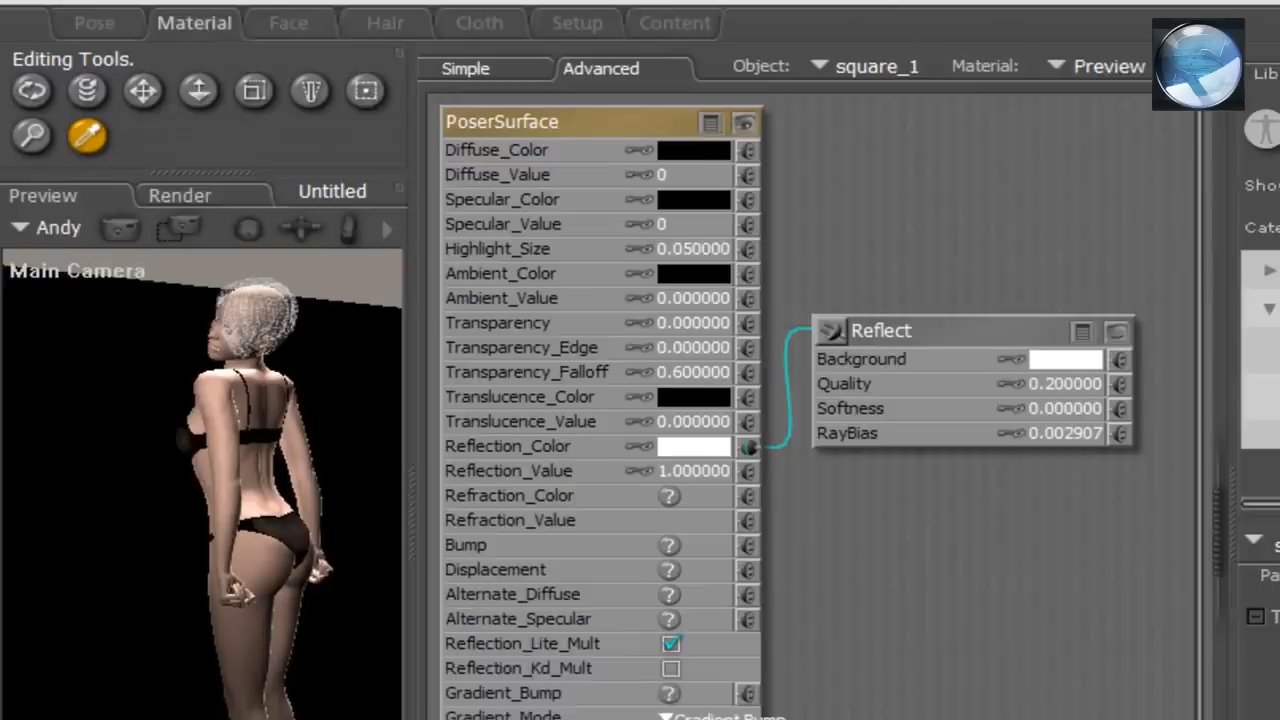 Pose Material Face Hair Cloth Setup Content
Editing Tools.
Simple Advanced Object: square_1 Material: Preview
Lib
Preview Render Untitled
Andy
Main Camera
PoserSurface
Diffuse_Color
Diffuse_Value 0
Specular_Color
Specular_Value 0
Highlight_Size 0.050000
Ambient_Color
Ambient_Value 0.000000
Transparency 0.000000
Transparency_Edge 0.000000
Transparency_Falloff 0.600000
Translucence_Color
Translucence_Value 0.000000
Reflection_Color
Reflection_Value 1.000000
Refraction_Color ?
Refraction_Value
Bump ?
Displacement ?
Alternate_Diffuse ?
Alternate_Specular ?
Reflection_Lite_Mult
Reflection_Kd_Mult
Gradient_Bump ?
Gradient_Mode Gradient Bump
Reflect
Background
Quality 0.200000
Softness 0.000000
RayBias 0.002907
Sho
Cate
s
Pa
T